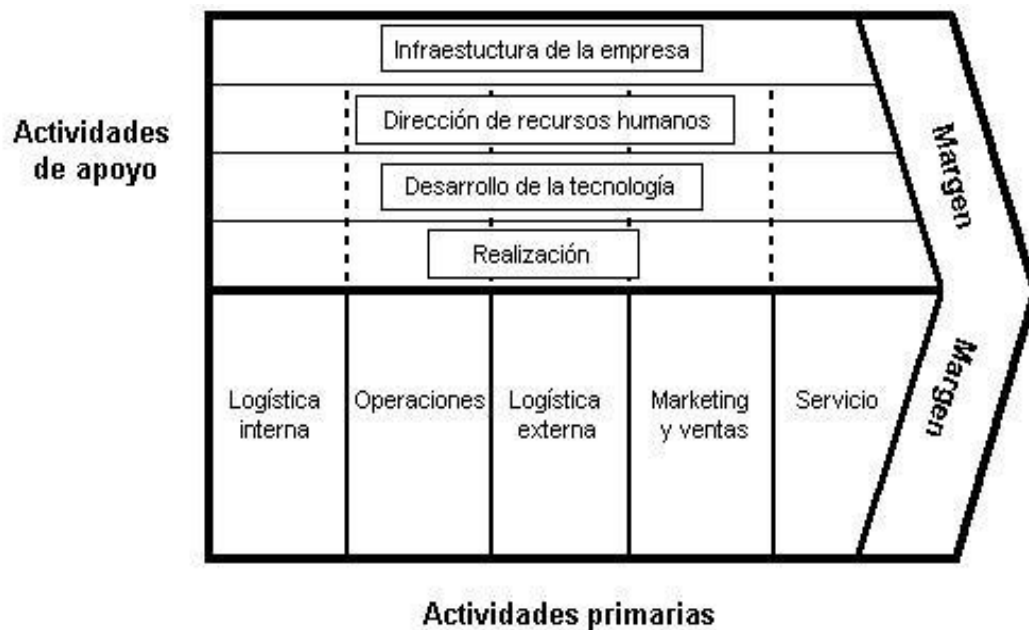 Infraestuctura de la empresa
Dirección de recursos humanos
Actividades
de apoyo
Desarrollo de la tecnología
Realización
Margen
Margen
Logística
interna
Operaciones
Logística
externa
Marketing
y ventas
Servicio
Actividades primarias